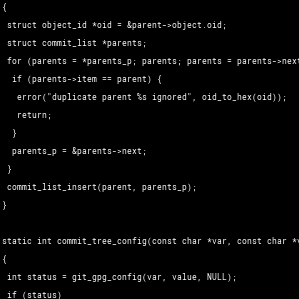 {
struct object_id *oid = &parent->object.oid;
struct commit_list *parents;
for (parents = *parents_p; parents; parents = parents->next
if (parents->item == parent) {
error("duplicate parent %s ignored", oid_to_hex(oid));
return;
}
parents_p = &parents->next;
}
commit_list_insert(parent, parents_p);
}
static int commit_tree_config(const char *var, const char *v
{
int status = git_gpg_config(var, value, NULL);
if (status)